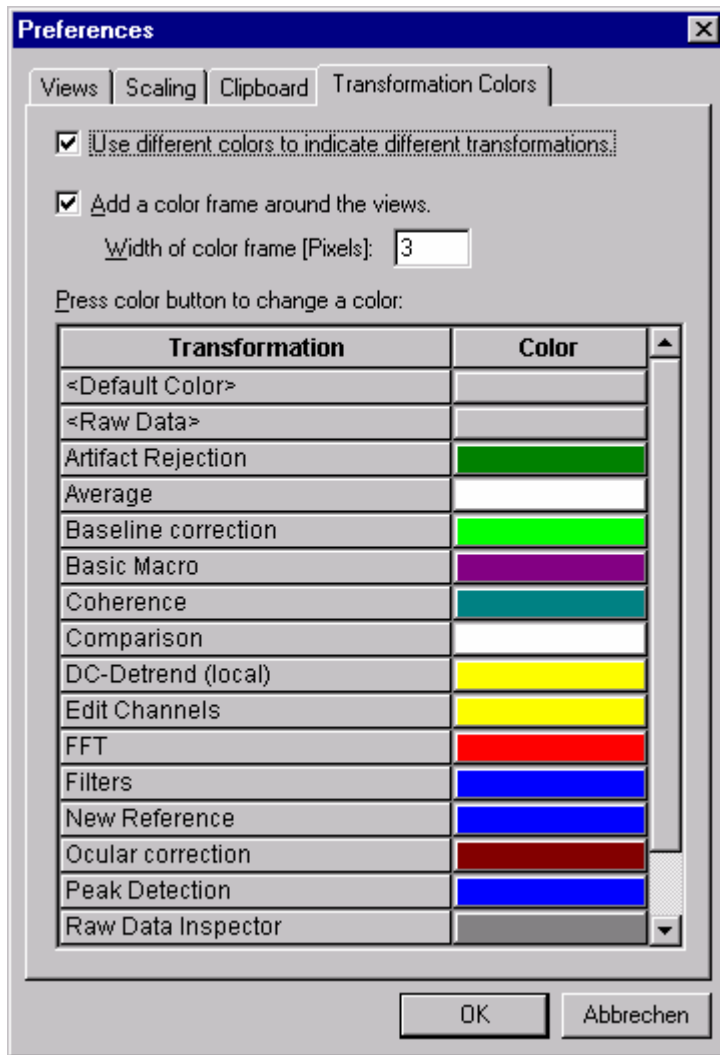 Preferences
Views Scaling Clipboard Transformation Colors
Use different colors to indicate different transformations.
Add a color frame around the views.
Width of color frame [Pixels]: 3
Press color button to change a color:
Transformation Color
<Default Color>
<Raw Data>
Artifact Rejection
Average
Baseline correction
Basic Macro
Coherence
Comparison
DC-Detrend (local)
Edit Channels
FFT
Filters
New Reference
Ocular correction
Peak Detection
Raw Data Inspector
OK Abbrechen